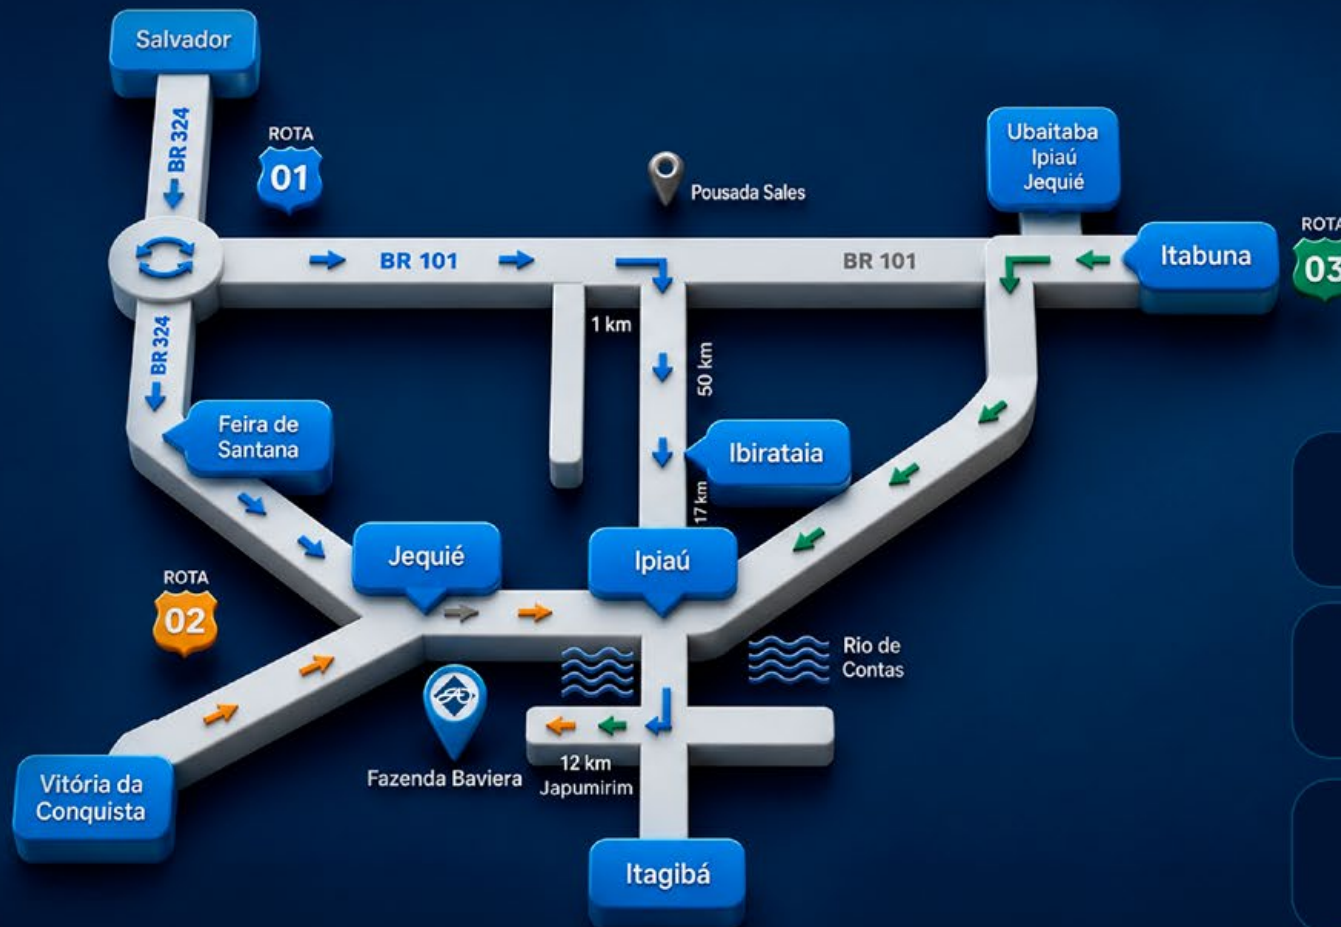 Salvador
BR 324
ROTA
01
Pousada Sales
Ubaitaba
Ipiaú
Jequié
ROTA
03
Itabuna
BR 101
BR 101
1 km
50 km
BR 324
Feira de
Santana
Ibirataia
17 km
Jequié
Ipiaú
ROTA
02
Rio de
Contas
Fazenda Baviera
12 km
Japumirim
Vitória da
Conquista
Itagibá